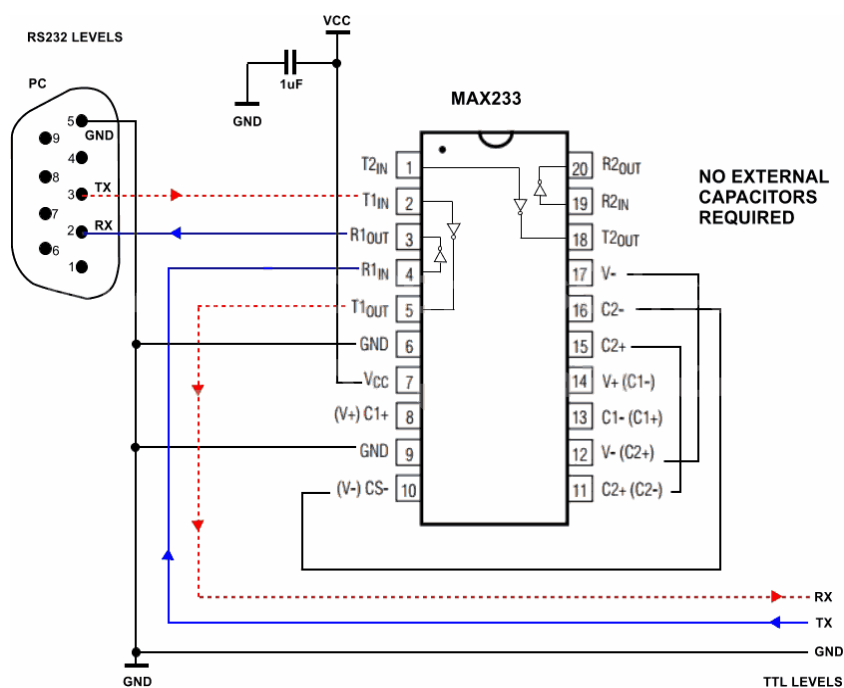 RS232 LEVELS
VCC
PC
1uF
GND
MAX233
5
GND
9
4
8
3
TX
7
2
RX
6
1
NO EXTERNAL
CAPACITORS
REQUIRED
T2IN 1
T1IN 2
R1OUT 3
R1IN 4
T1OUT 5
GND 6
VCC 7
(V+) C1+ 8
GND 9
(V-) CS- 10
20 R2OUT
19 R2IN
18 T2OUT
17 V-
16 C2-
15 C2+
14 V+ (C1-)
13 C1- (C1+)
12 V- (C2+)
11 C2+ (C2-)
RX
TX
GND
GND
TTL LEVELS